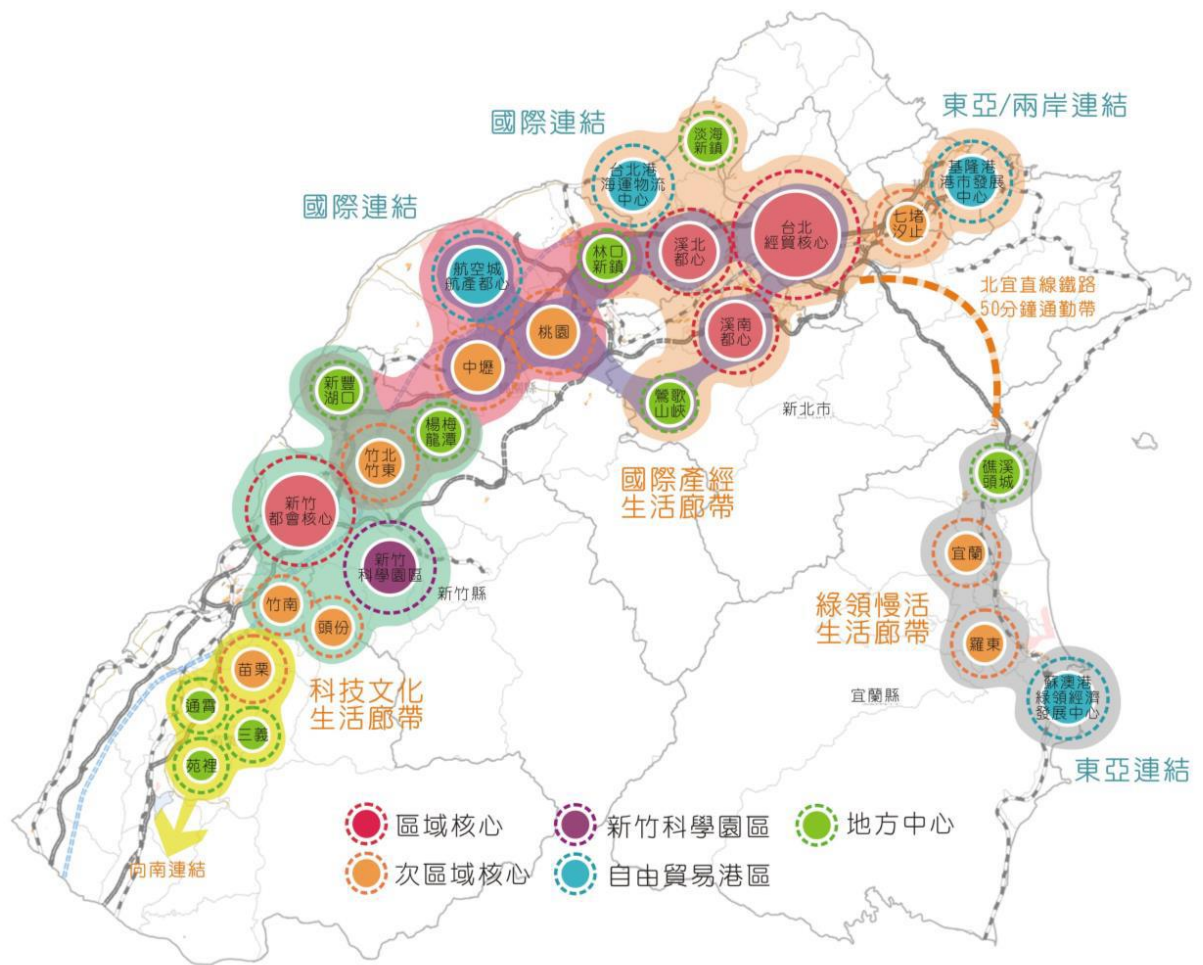 東亞/兩岸連結
國際連結
淡海
新鎮
台北港
海運物流
中心
基隆港
港市發展
中心
國際連結
七堵
汐止
台北
經貿核心
溪北
都心
林口
新鎮
航空城
航產都心
北宜直線鐵路
50分鐘通勤帶
桃園
溪南
都心
中壢
新豐
湖口
鶯歌
山峽
新北市
楊梅
龍潭
竹北
竹東
礁溪
頭城
國際產經
生活廊帶
新竹
都會核心
宜蘭
新竹
科學園區
新竹縣
竹南
頭份
綠領慢活
生活廊帶
羅東
苗栗
科技文化
生活廊帶
宜蘭縣
蘇澳港
綠領經濟
發展中心
通霄
三義
苑裡
東亞連結
向南連結
區域核心
新竹科學園區
地方中心
次區域核心
自由貿易港區